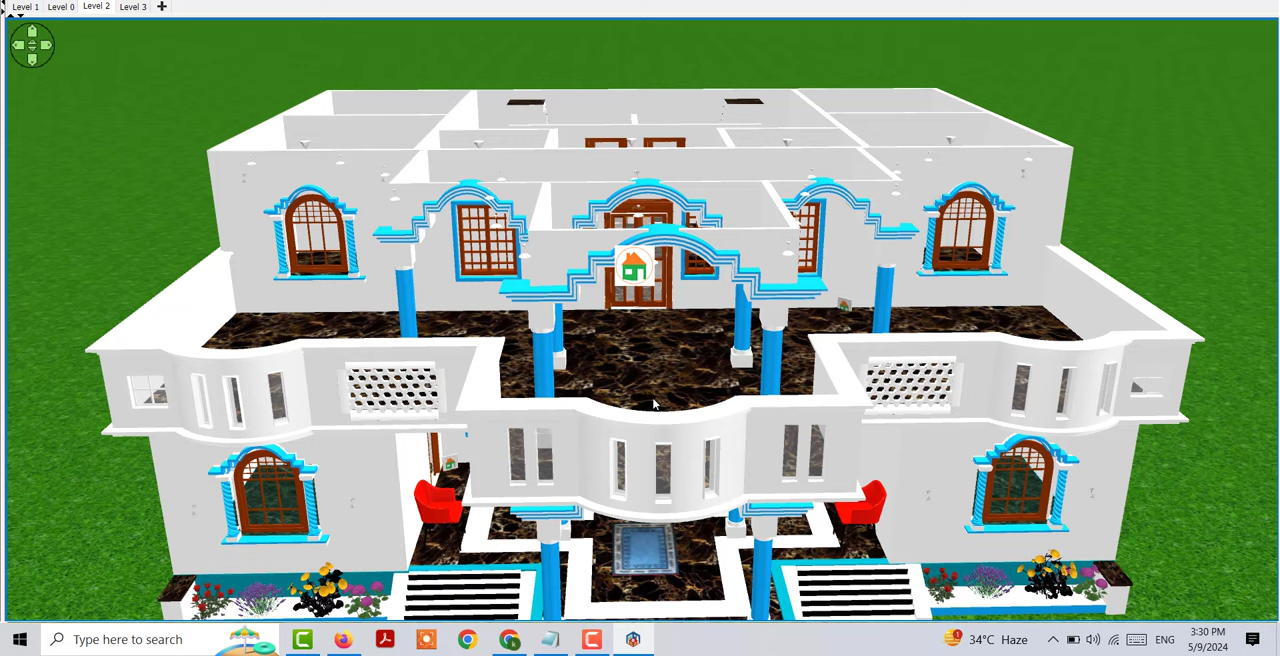 Level 1 Level 0 Level 2 Level 3
Type here to search
1
34°C Haze
ENG
3:30 PM
5/9/2024